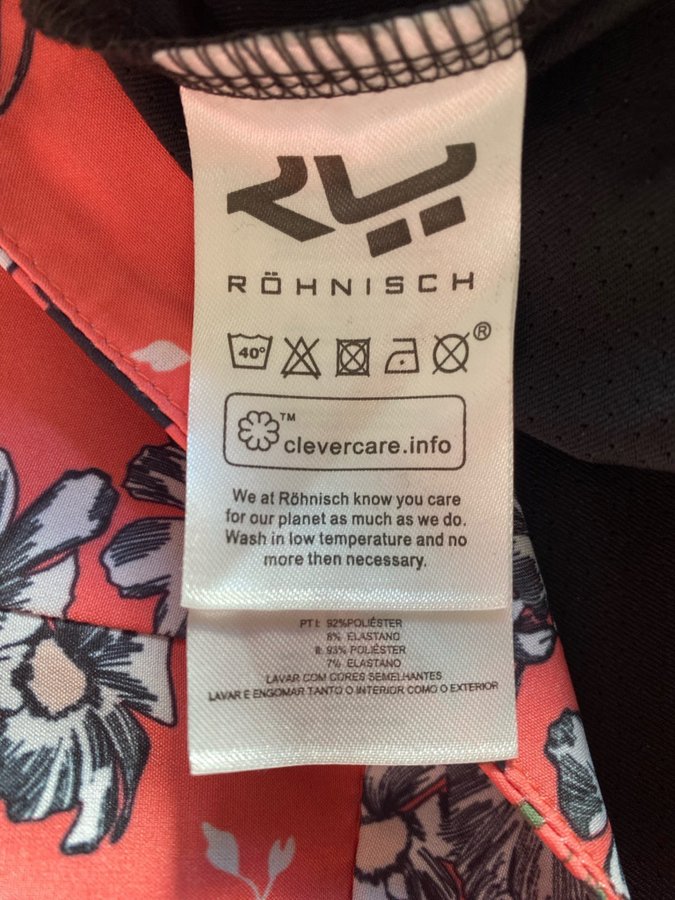 RÖHNISCH
40°
®
™
clevercare.info
We at Röhnisch know you care
for our planet as much as we do.
Wash in low temperature and no
more then necessary.
PT I: 92%POLIÉSTER
8% ELASTANO
II: 93% POLIÉSTER
7% ELASTANO
LAVAR COM CORES SEMELHANTES
LAVAR E ENGOMAR TANTO O INTERIOR COMO O EXTERIOR